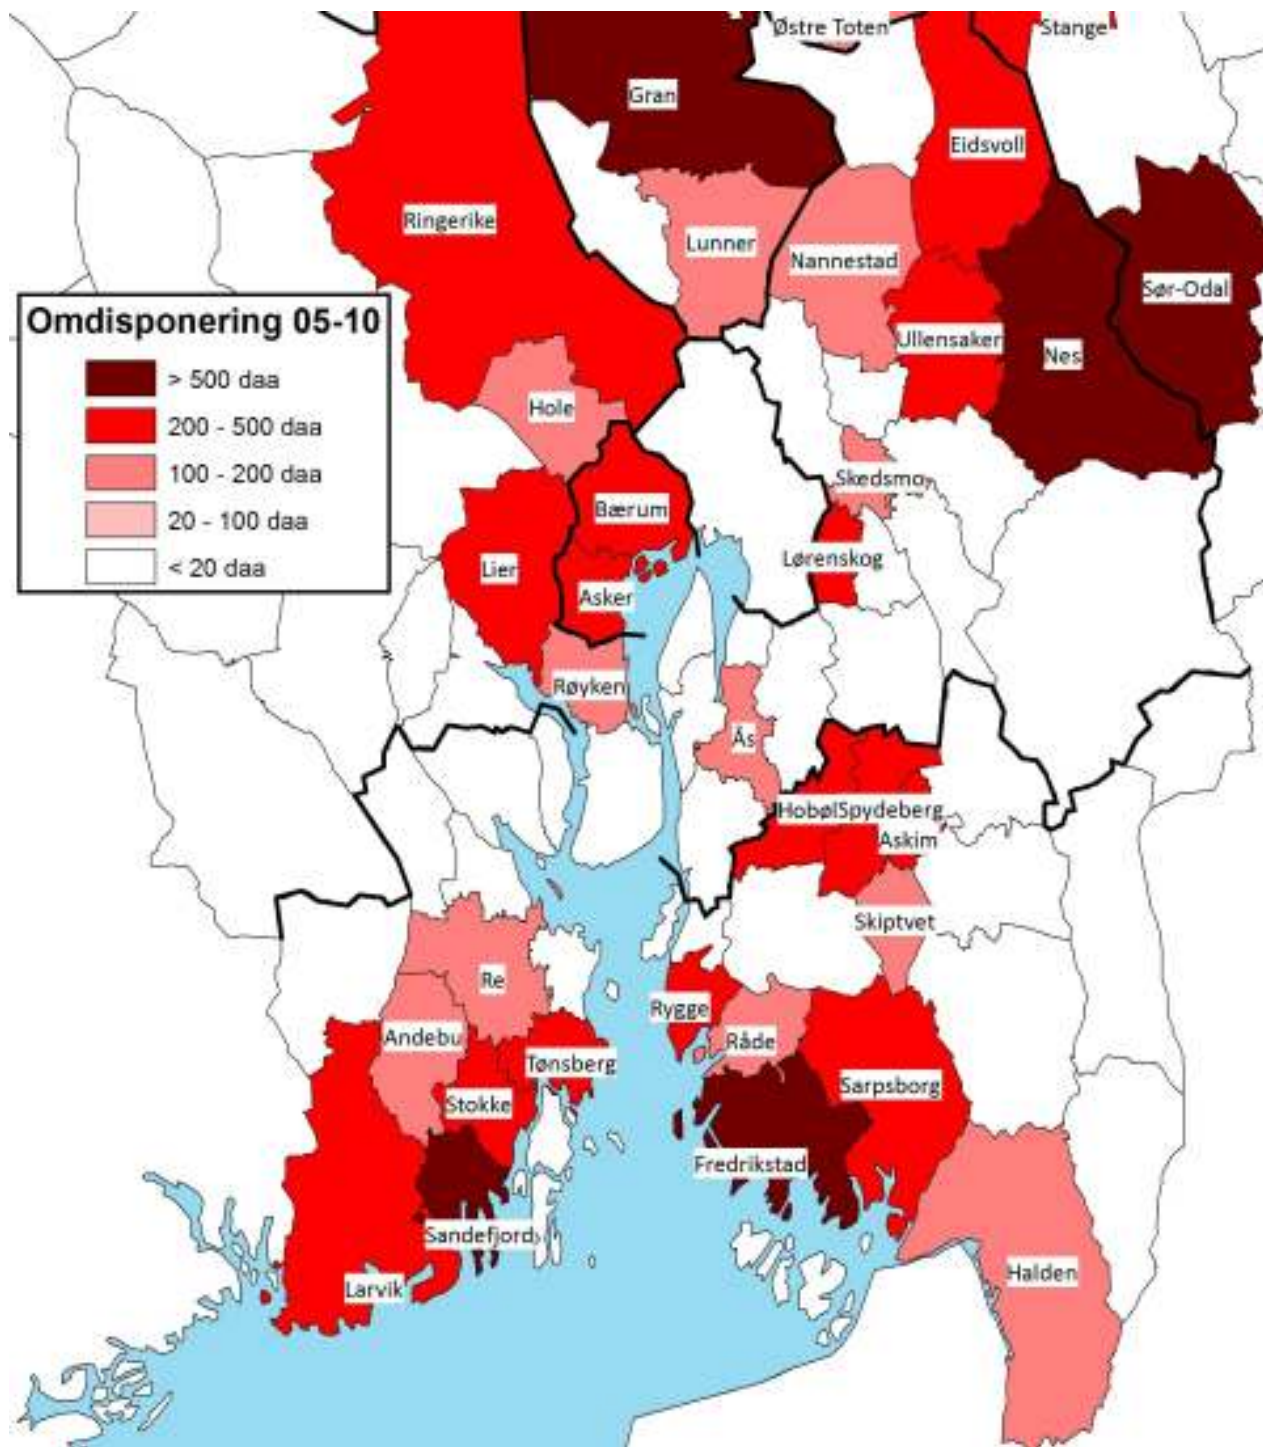 Østre Toten
Stange
Gran
Eidsvoll
Ringerike
Lunner
Nannestad
Sør-Odal
Omdisponering 05-10
> 500 daa
200 - 500 daa
100 - 200 daa
20 - 100 daa
< 20 daa
Ullensaker
Nes
Hole
Skedsmo
Bærum
Lørenskog
Lier
Asker
Røyken
Ås
Hobøl
Spydeberg
Askim
Skiptvet
Re
Rygge
Andebu
Råde
Tønsberg
Sarpsborg
Stokke
Fredrikstad
Sandefjord
Halden
Larvik